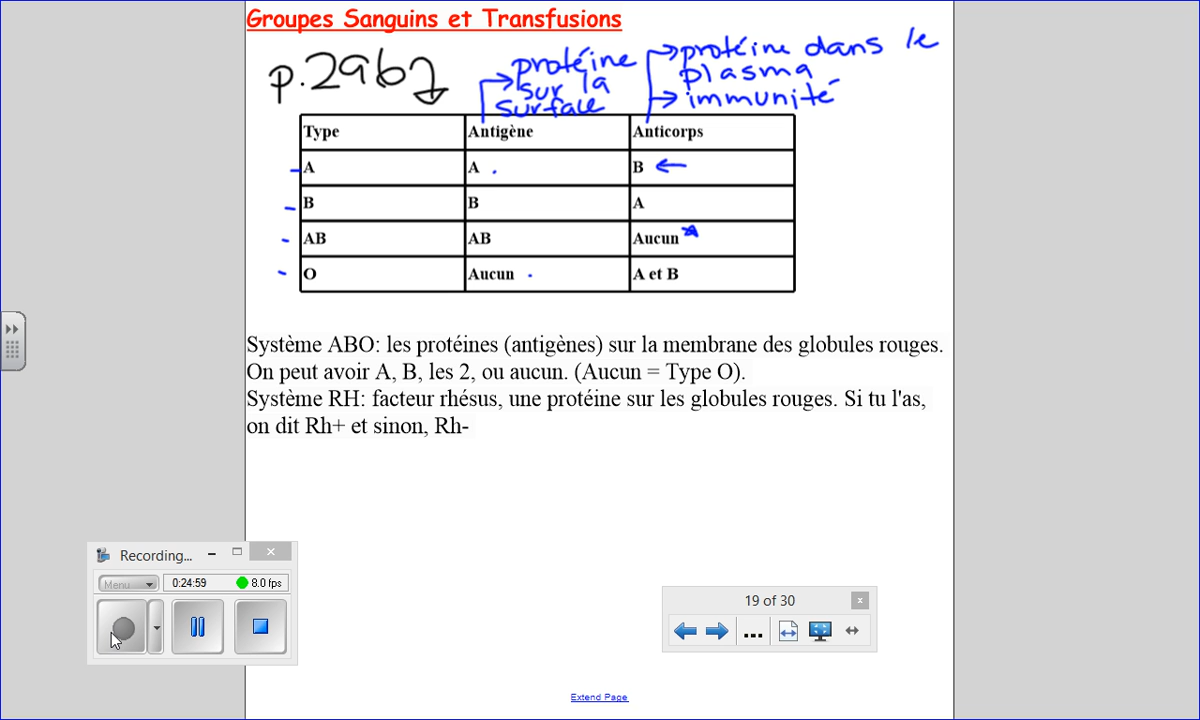 Groupes Sanguins et Transfusions
protéine
sur la
surface
protéine dans le
plasma
immunité
Type Antigène Anticorps
A A B
B B A
AB AB Aucun
O Aucun A et B
Système ABO: les protéines (antigènes) sur la membrane des globules rouges.
On peut avoir A, B, les 2, ou aucun. (Aucun = Type O).
Système RH: facteur rhésus, une protéine sur les globules rouges. Si tu l'as,
on dit Rh+ et sinon, Rh-
Recording...
Menu 0:24:59 8.0 fps
19 of 30
Extend Page